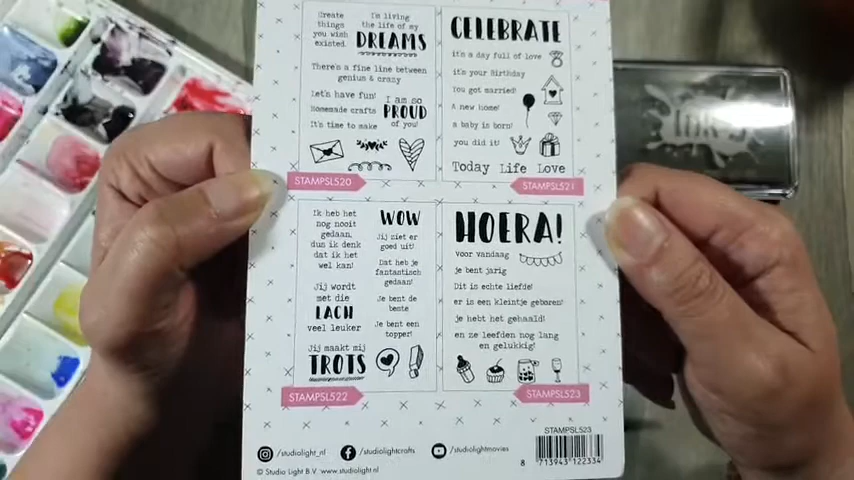 Create
things
you wish
existed.
I'm living
the life of my
DREAMS
There's a fine line between
genius & crazy
Let's have fun!
Homemade crafts
It's time to make
I am so
PROUD
of you!
STAMPSL520
CELEBRATE
it's a day full of love
it's your Birthday
You got married!
A new home!
a baby is born!
you did it!
Today Life Love
STAMPSL521
Ik heb het
nog nooit
gedaan,
dus ik denk
dat ik het
wel kan!
Jij wordt
met die
LACH
veel leuker
Jij maakt mij
TROTS
WOW
Jij ziet er
goed uit!
Dat heb je
fantastisch
gedaan!
Je bent de
beste
Je bent een
topper!
STAMPSL522
HOERA!
voor vandaag
je bent jarig
Dit is echte liefde!
er is een kleintje geboren!
je hebt het gehaald!
en ze leefden nog lang
en gelukkig!
STAMPSL523
STAMPSL523
8 713943 122334
/studiolight_nl
/studiolightcrafts
/studiolightmovies
© Studio Light B.V. www.studiolight.nl